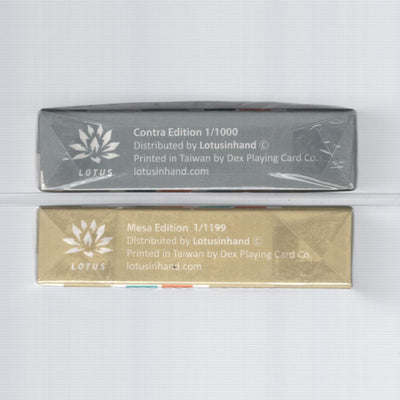 Contra Edition 1/1000
Distributed by Lotusinhand ©
Printed in Taiwan by Dex Playing Card Co.
lotusinhand.com
LOTUS
Mesa Edition 1/1199
Distributed by Lotusinhand ©
Printed in Taiwan by Dex Playing Card Co.
lotusinhand.com
LOTUS